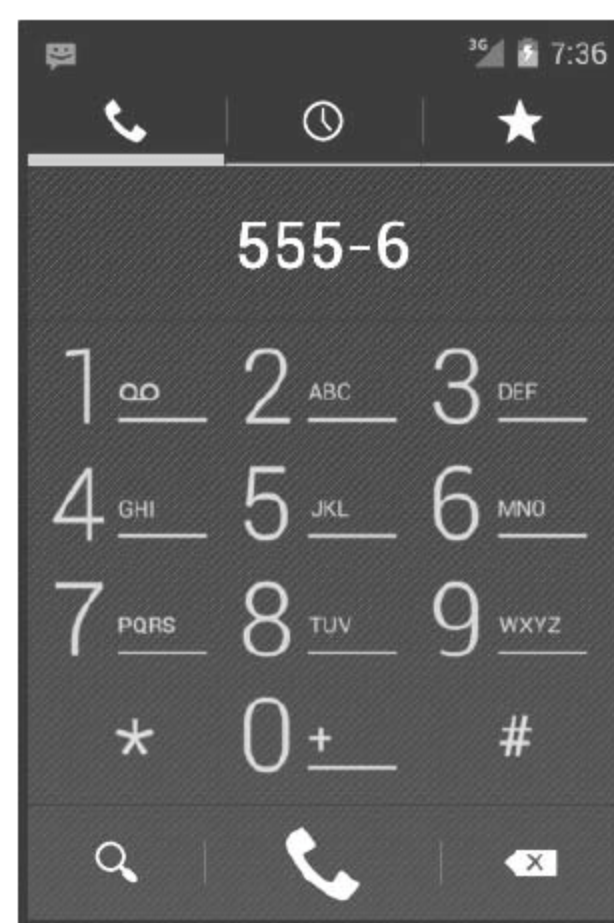 3G 7:36
555-6
1 2 ABC 3 DEF
4 GHI 5 JKL 6 MNO
7 PQRS 8 TUV 9 WXYZ
* 0 + #